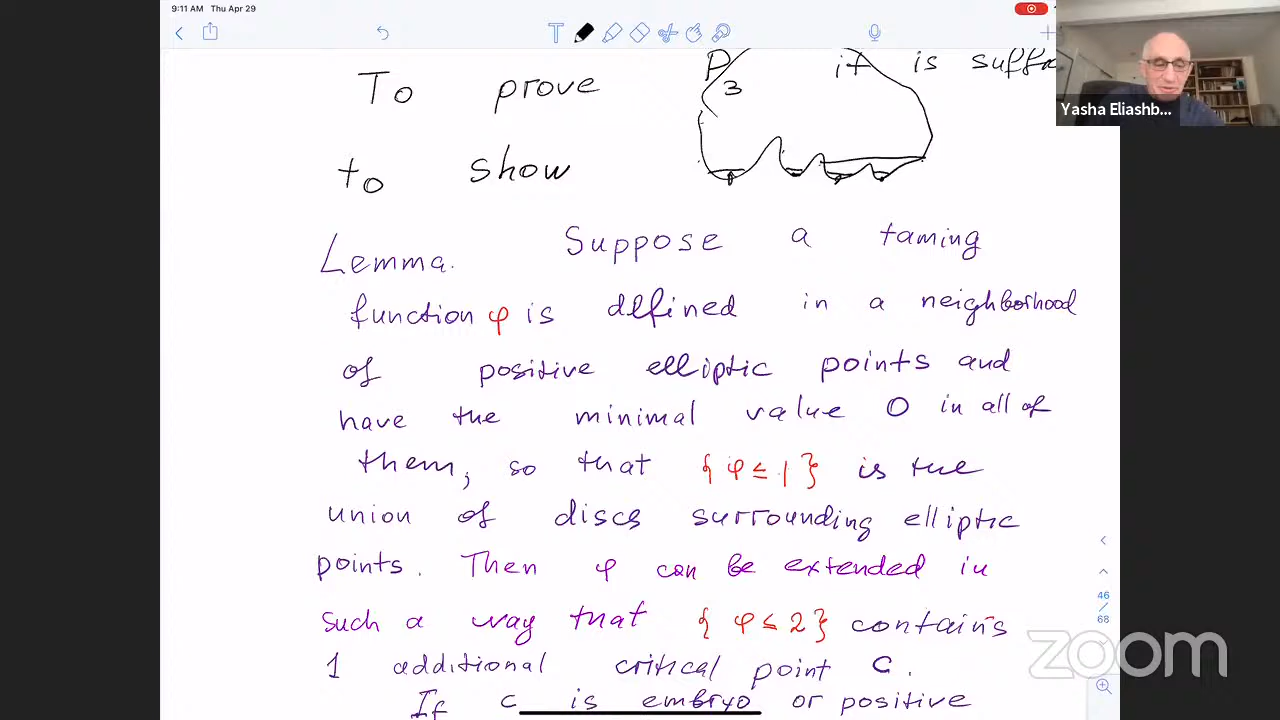 9:11 AM Thu Apr 29
P3 it is suffc
To prove
to show
Yasha Eliashb...
Lemma. Suppose a taming
function φ is defined in a neighborhood
of positive elliptic points and
have the minimal value 0 in all of
them, so that { φ ≤ 1 } is the
union of discs surrounding elliptic
points. Then φ can be extended in
such a way that { φ ≤ 2 } contains
1 additional critical point c.
If c is embryo or positive
46
/
68
zoom